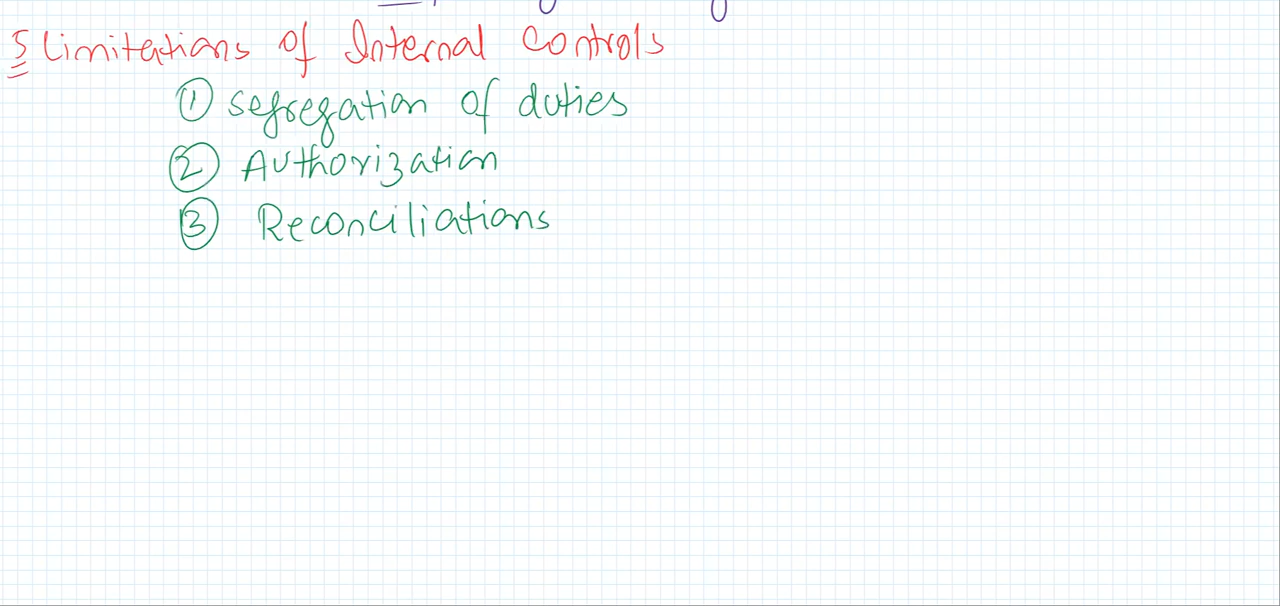 5 Limitations of Internal Controls
① Segregation of duties
② Authorization
③ Reconciliations